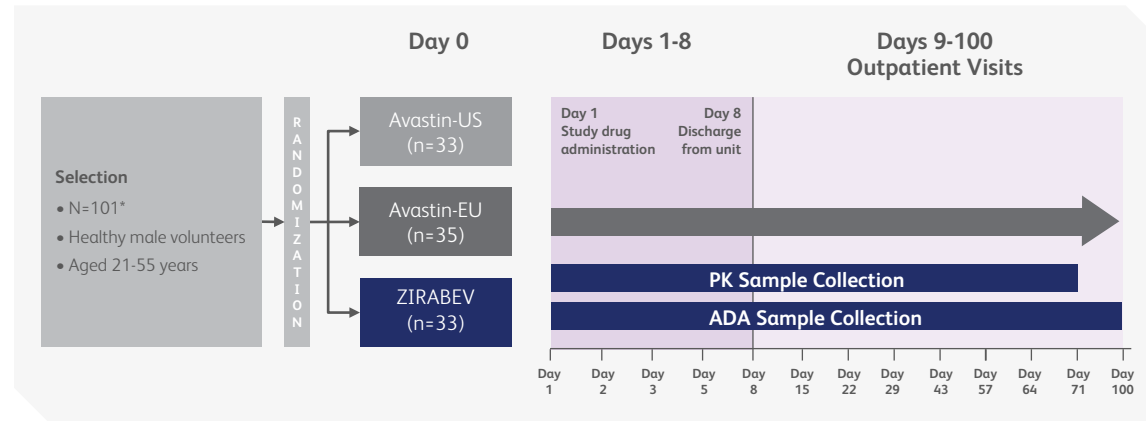 Day 0
Days 1-8
Days 9-100
Outpatient Visits
Selection
• N=101*
• Healthy male volunteers
• Aged 21-55 years
RANDOMIZATION
Avastin-US
(n=33)
Avastin-EU
(n=35)
ZIRABEV
(n=33)
Day 1
Study drug
administration
Day 8
Discharge
from unit
PK Sample Collection
ADA Sample Collection
Day Day Day Day Day Day Day Day Day Day Day Day Day
1 2 3 5 8 15 22 29 43 57 64 71 100